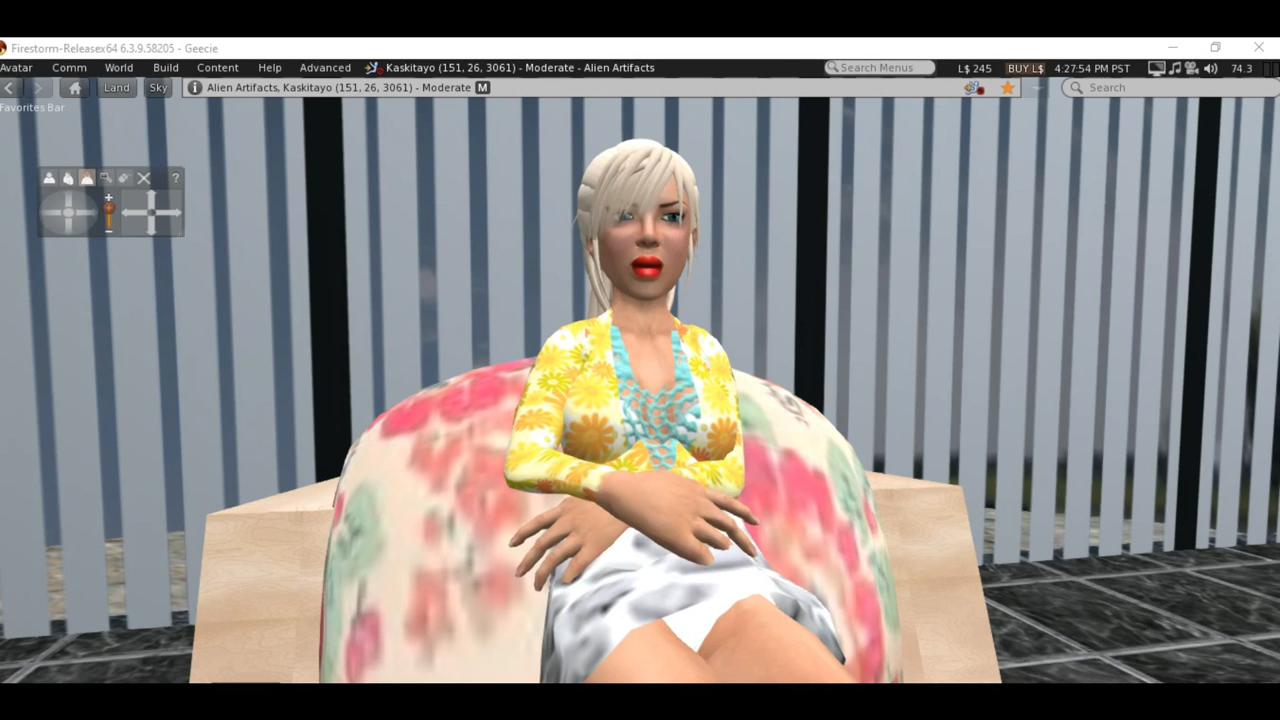 Firestorm-Releasex64 6.3.9.58205 - Geecie
Avatar Comm World Build Content Help Advanced Kaskitayo (151, 26, 3061) - Moderate - Alien Artifacts Search Menus L$ 245 BUY L$ 4:27:54 PM PST 74.3
Land Sky Alien Artifacts, Kaskitayo (151, 26, 3061) - Moderate M Search
Favorites Bar
?